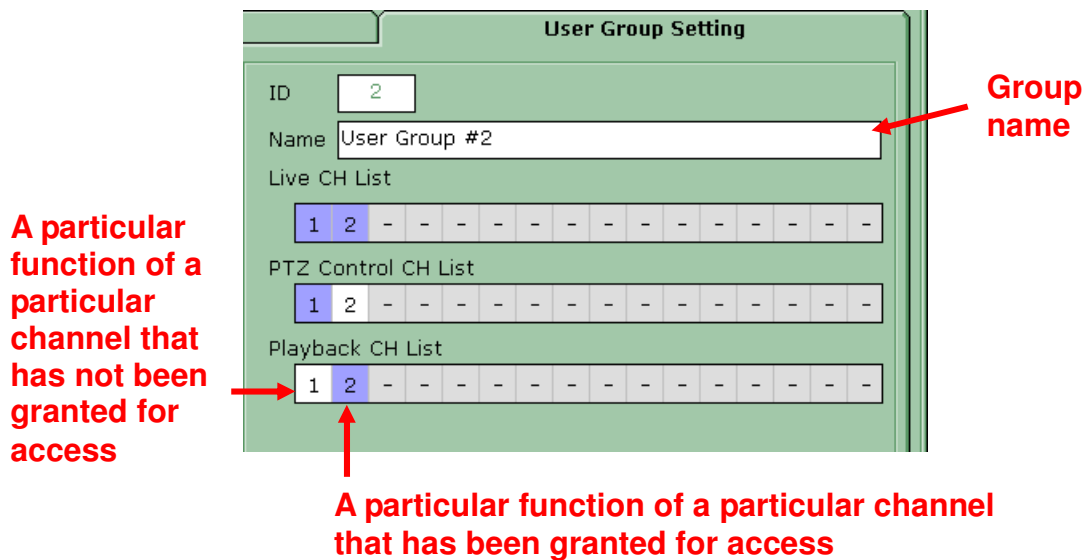 User Group Setting
ID 2
Name User Group #2
Group
name
Live CH List
1 2 - - - - - - - - - - - - - -
PTZ Control CH List
1 2 - - - - - - - - - - - - - -
Playback CH List
1 2 - - - - - - - - - - - - - -
A particular
function of a
particular
channel that
has not been
granted for
access
A particular function of a particular channel
that has been granted for access